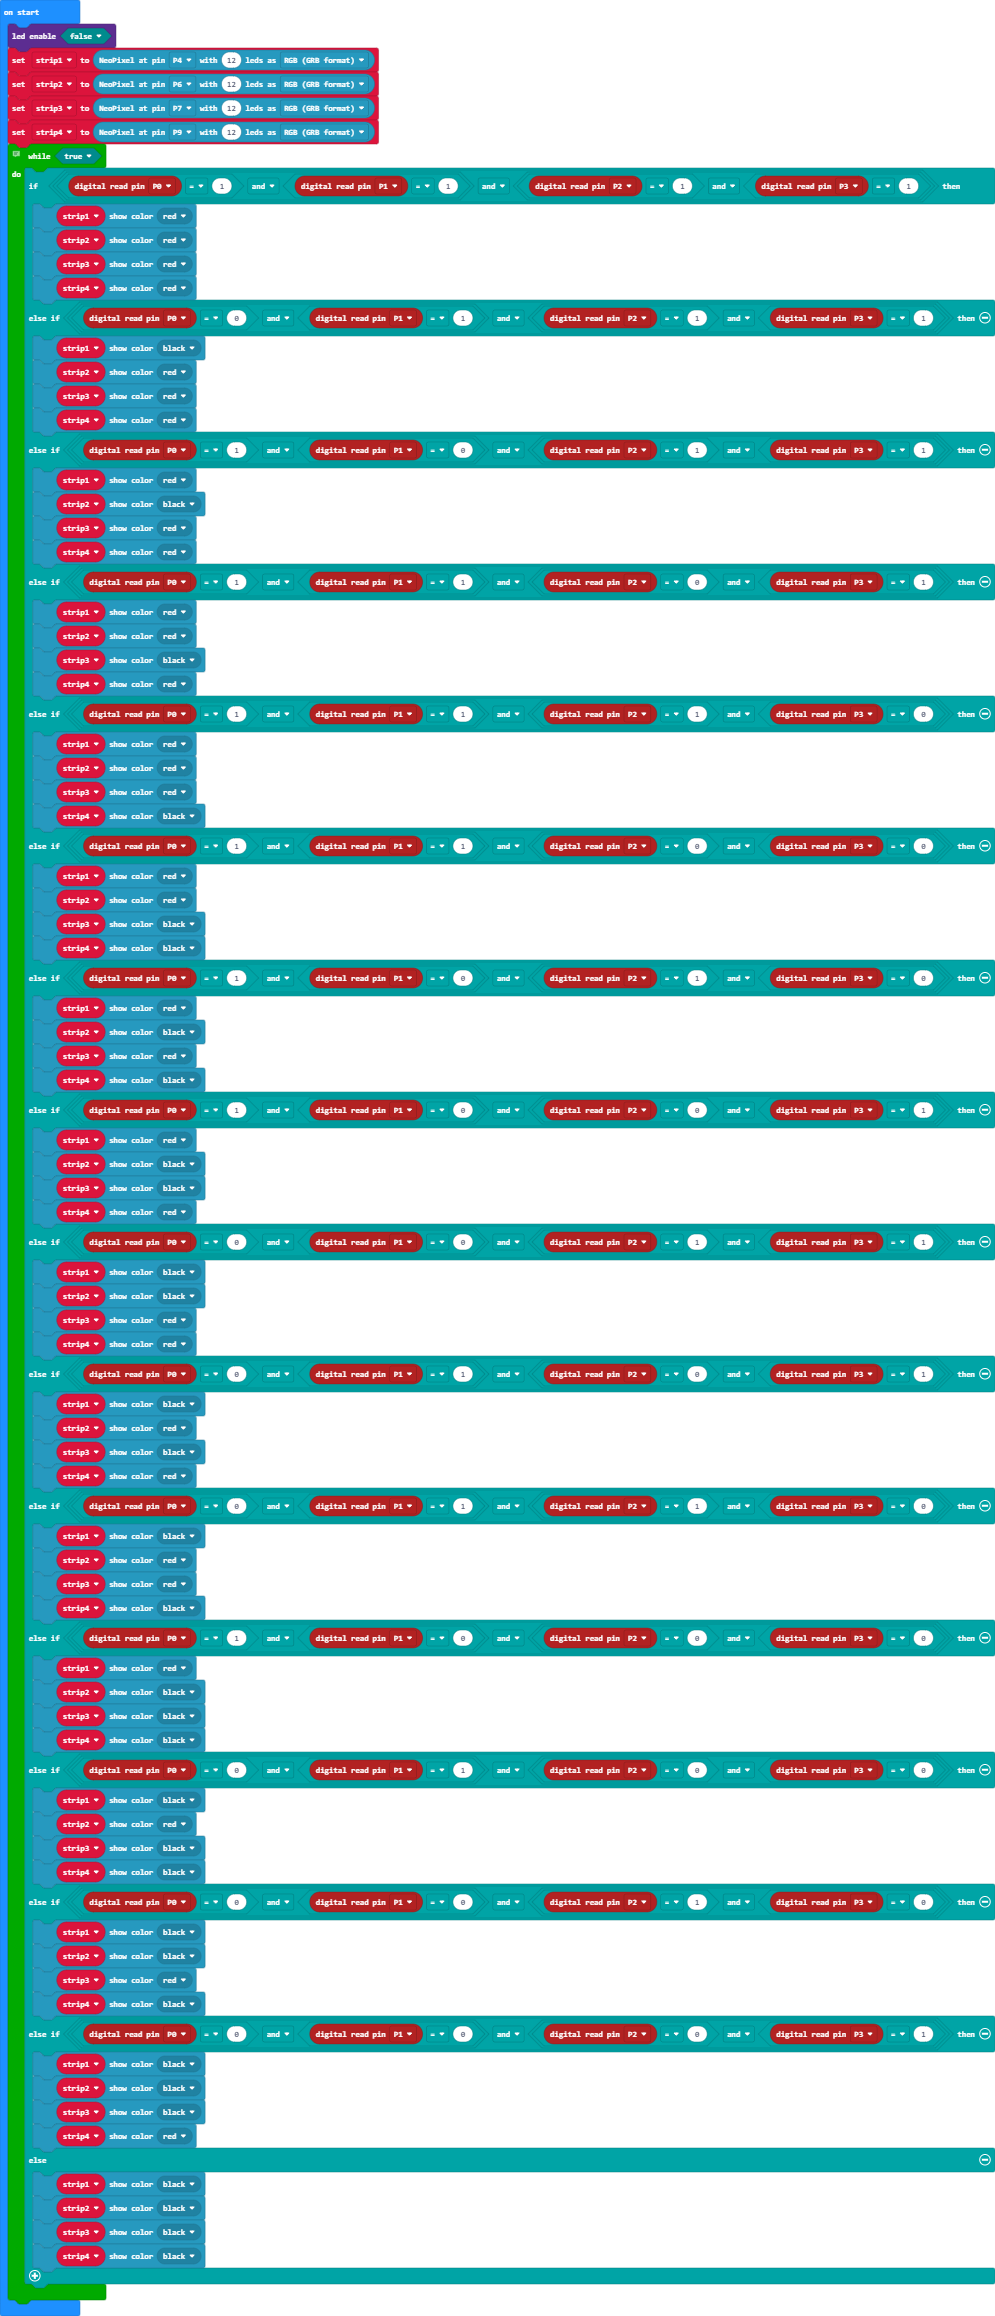 on start
led enable false
set strip1 to NeoPixel at pin P4 with 12 leds as RGB (GRB format)
set strip2 to NeoPixel at pin P6 with 12 leds as RGB (GRB format)
set strip3 to NeoPixel at pin P7 with 12 leds as RGB (GRB format)
set strip4 to NeoPixel at pin P9 with 12 leds as RGB (GRB format)
while true
do
if digital read pin P0 = 1 and digital read pin P1 = 1 and digital read pin P2 = 1 and digital read pin P3 = 1 then
strip1 show color red
strip2 show color red
strip3 show color red
strip4 show color red
else if digital read pin P0 = 0 and digital read pin P1 = 1 and digital read pin P2 = 1 and digital read pin P3 = 1 then
strip1 show color black
strip2 show color red
strip3 show color red
strip4 show color red
else if digital read pin P0 = 1 and digital read pin P1 = 0 and digital read pin P2 = 1 and digital read pin P3 = 1 then
strip1 show color red
strip2 show color black
strip3 show color red
strip4 show color red
else if digital read pin P0 = 1 and digital read pin P1 = 1 and digital read pin P2 = 0 and digital read pin P3 = 1 then
strip1 show color red
strip2 show color red
strip3 show color black
strip4 show color red
else if digital read pin P0 = 1 and digital read pin P1 = 1 and digital read pin P2 = 1 and digital read pin P3 = 0 then
strip1 show color red
strip2 show color red
strip3 show color red
strip4 show color black
else if digital read pin P0 = 1 and digital read pin P1 = 1 and digital read pin P2 = 0 and digital read pin P3 = 0 then
strip1 show color red
strip2 show color red
strip3 show color black
strip4 show color black
else if digital read pin P0 = 1 and digital read pin P1 = 0 and digital read pin P2 = 1 and digital read pin P3 = 0 then
strip1 show color red
strip2 show color black
strip3 show color red
strip4 show color black
else if digital read pin P0 = 1 and digital read pin P1 = 0 and digital read pin P2 = 0 and digital read pin P3 = 1 then
strip1 show color red
strip2 show color black
strip3 show color black
strip4 show color red
else if digital read pin P0 = 0 and digital read pin P1 = 0 and digital read pin P2 = 1 and digital read pin P3 = 1 then
strip1 show color black
strip2 show color black
strip3 show color red
strip4 show color red
else if digital read pin P0 = 0 and digital read pin P1 = 1 and digital read pin P2 = 0 and digital read pin P3 = 1 then
strip1 show color black
strip2 show color red
strip3 show color black
strip4 show color red
else if digital read pin P0 = 0 and digital read pin P1 = 1 and digital read pin P2 = 1 and digital read pin P3 = 0 then
strip1 show color black
strip2 show color red
strip3 show color red
strip4 show color black
else if digital read pin P0 = 1 and digital read pin P1 = 0 and digital read pin P2 = 0 and digital read pin P3 = 0 then
strip1 show color red
strip2 show color black
strip3 show color black
strip4 show color black
else if digital read pin P0 = 0 and digital read pin P1 = 1 and digital read pin P2 = 0 and digital read pin P3 = 0 then
strip1 show color black
strip2 show color red
strip3 show color black
strip4 show color black
else if digital read pin P0 = 0 and digital read pin P1 = 0 and digital read pin P2 = 1 and digital read pin P3 = 0 then
strip1 show color black
strip2 show color black
strip3 show color red
strip4 show color black
else if digital read pin P0 = 0 and digital read pin P1 = 0 and digital read pin P2 = 0 and digital read pin P3 = 1 then
strip1 show color black
strip2 show color black
strip3 show color black
strip4 show color red
else
strip1 show color black
strip2 show color black
strip3 show color black
strip4 show color black